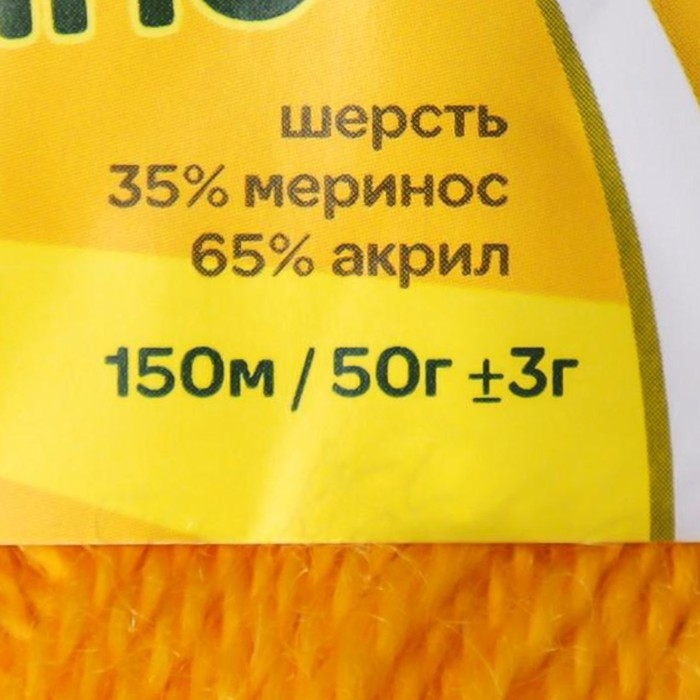 шерсть
35% меринос
65% акрил
150м / 50г ±3г